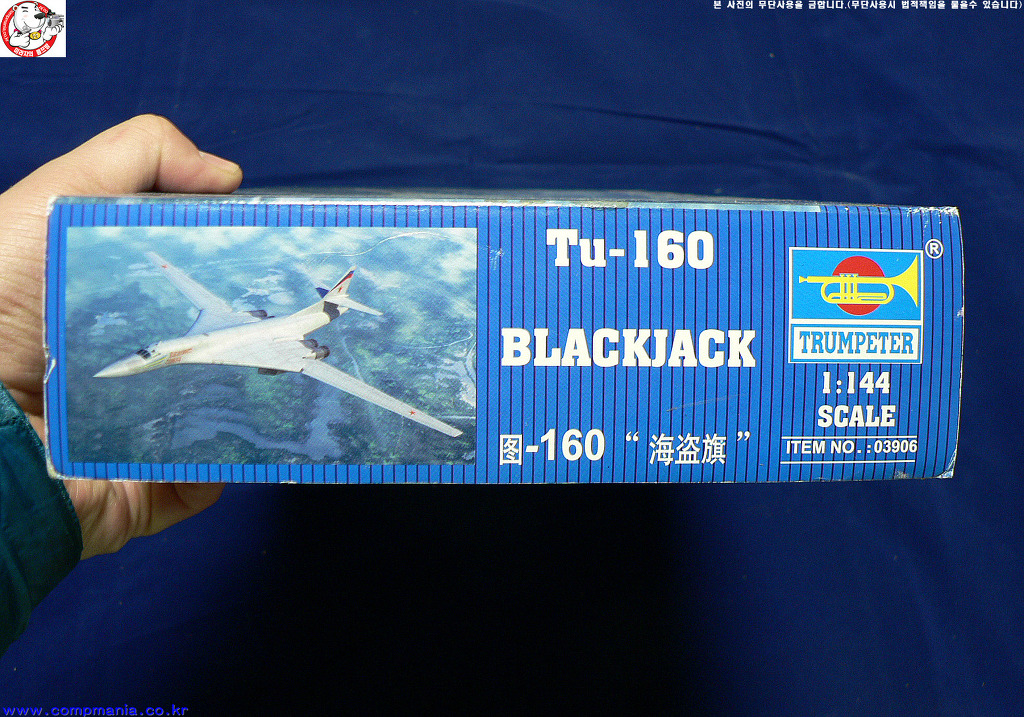 본 사진의 무단사용을 금합니다.(무단사용시 법적책임을 물을수 있습니다)
Tu-160
BLACKJACK
图-160 “海盗旗”
®
TRUMPETER
1:144
SCALE
ITEM NO.:03906
www.compmania.co.kr